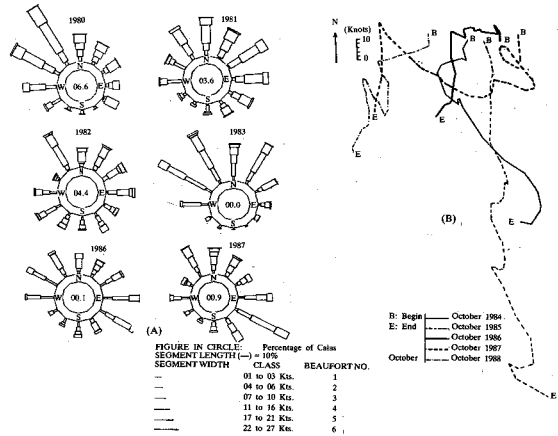 1980
1981
N
W 06.6 E
S
N
W 03.6 E
S
1982
1983
N
W 04.4 E
S
N
W 00.0 E
S
1986
1987
N
W 00.1 E
S
N
W 00.9 E
S
(A)
N
(Knots)
10
0
B
B
B
B
B
E
E
E
E
(B)
B: Begin
E: End
October 1984
October 1985
October 1986
October 1987
October
October 1988
FIGURE IN CIRCLE: Percentage of Calms
SEGMENT LENGTH (—) = 10%
SEGMENT WIDTH CLASS BEAUFORT NO.
01 to 03 Kts. 1
04 to 06 Kts. 2
07 to 10 Kts. 3
11 to 16 Kts. 4
17 to 21 Kts. 5
22 to 27 Kts. 6